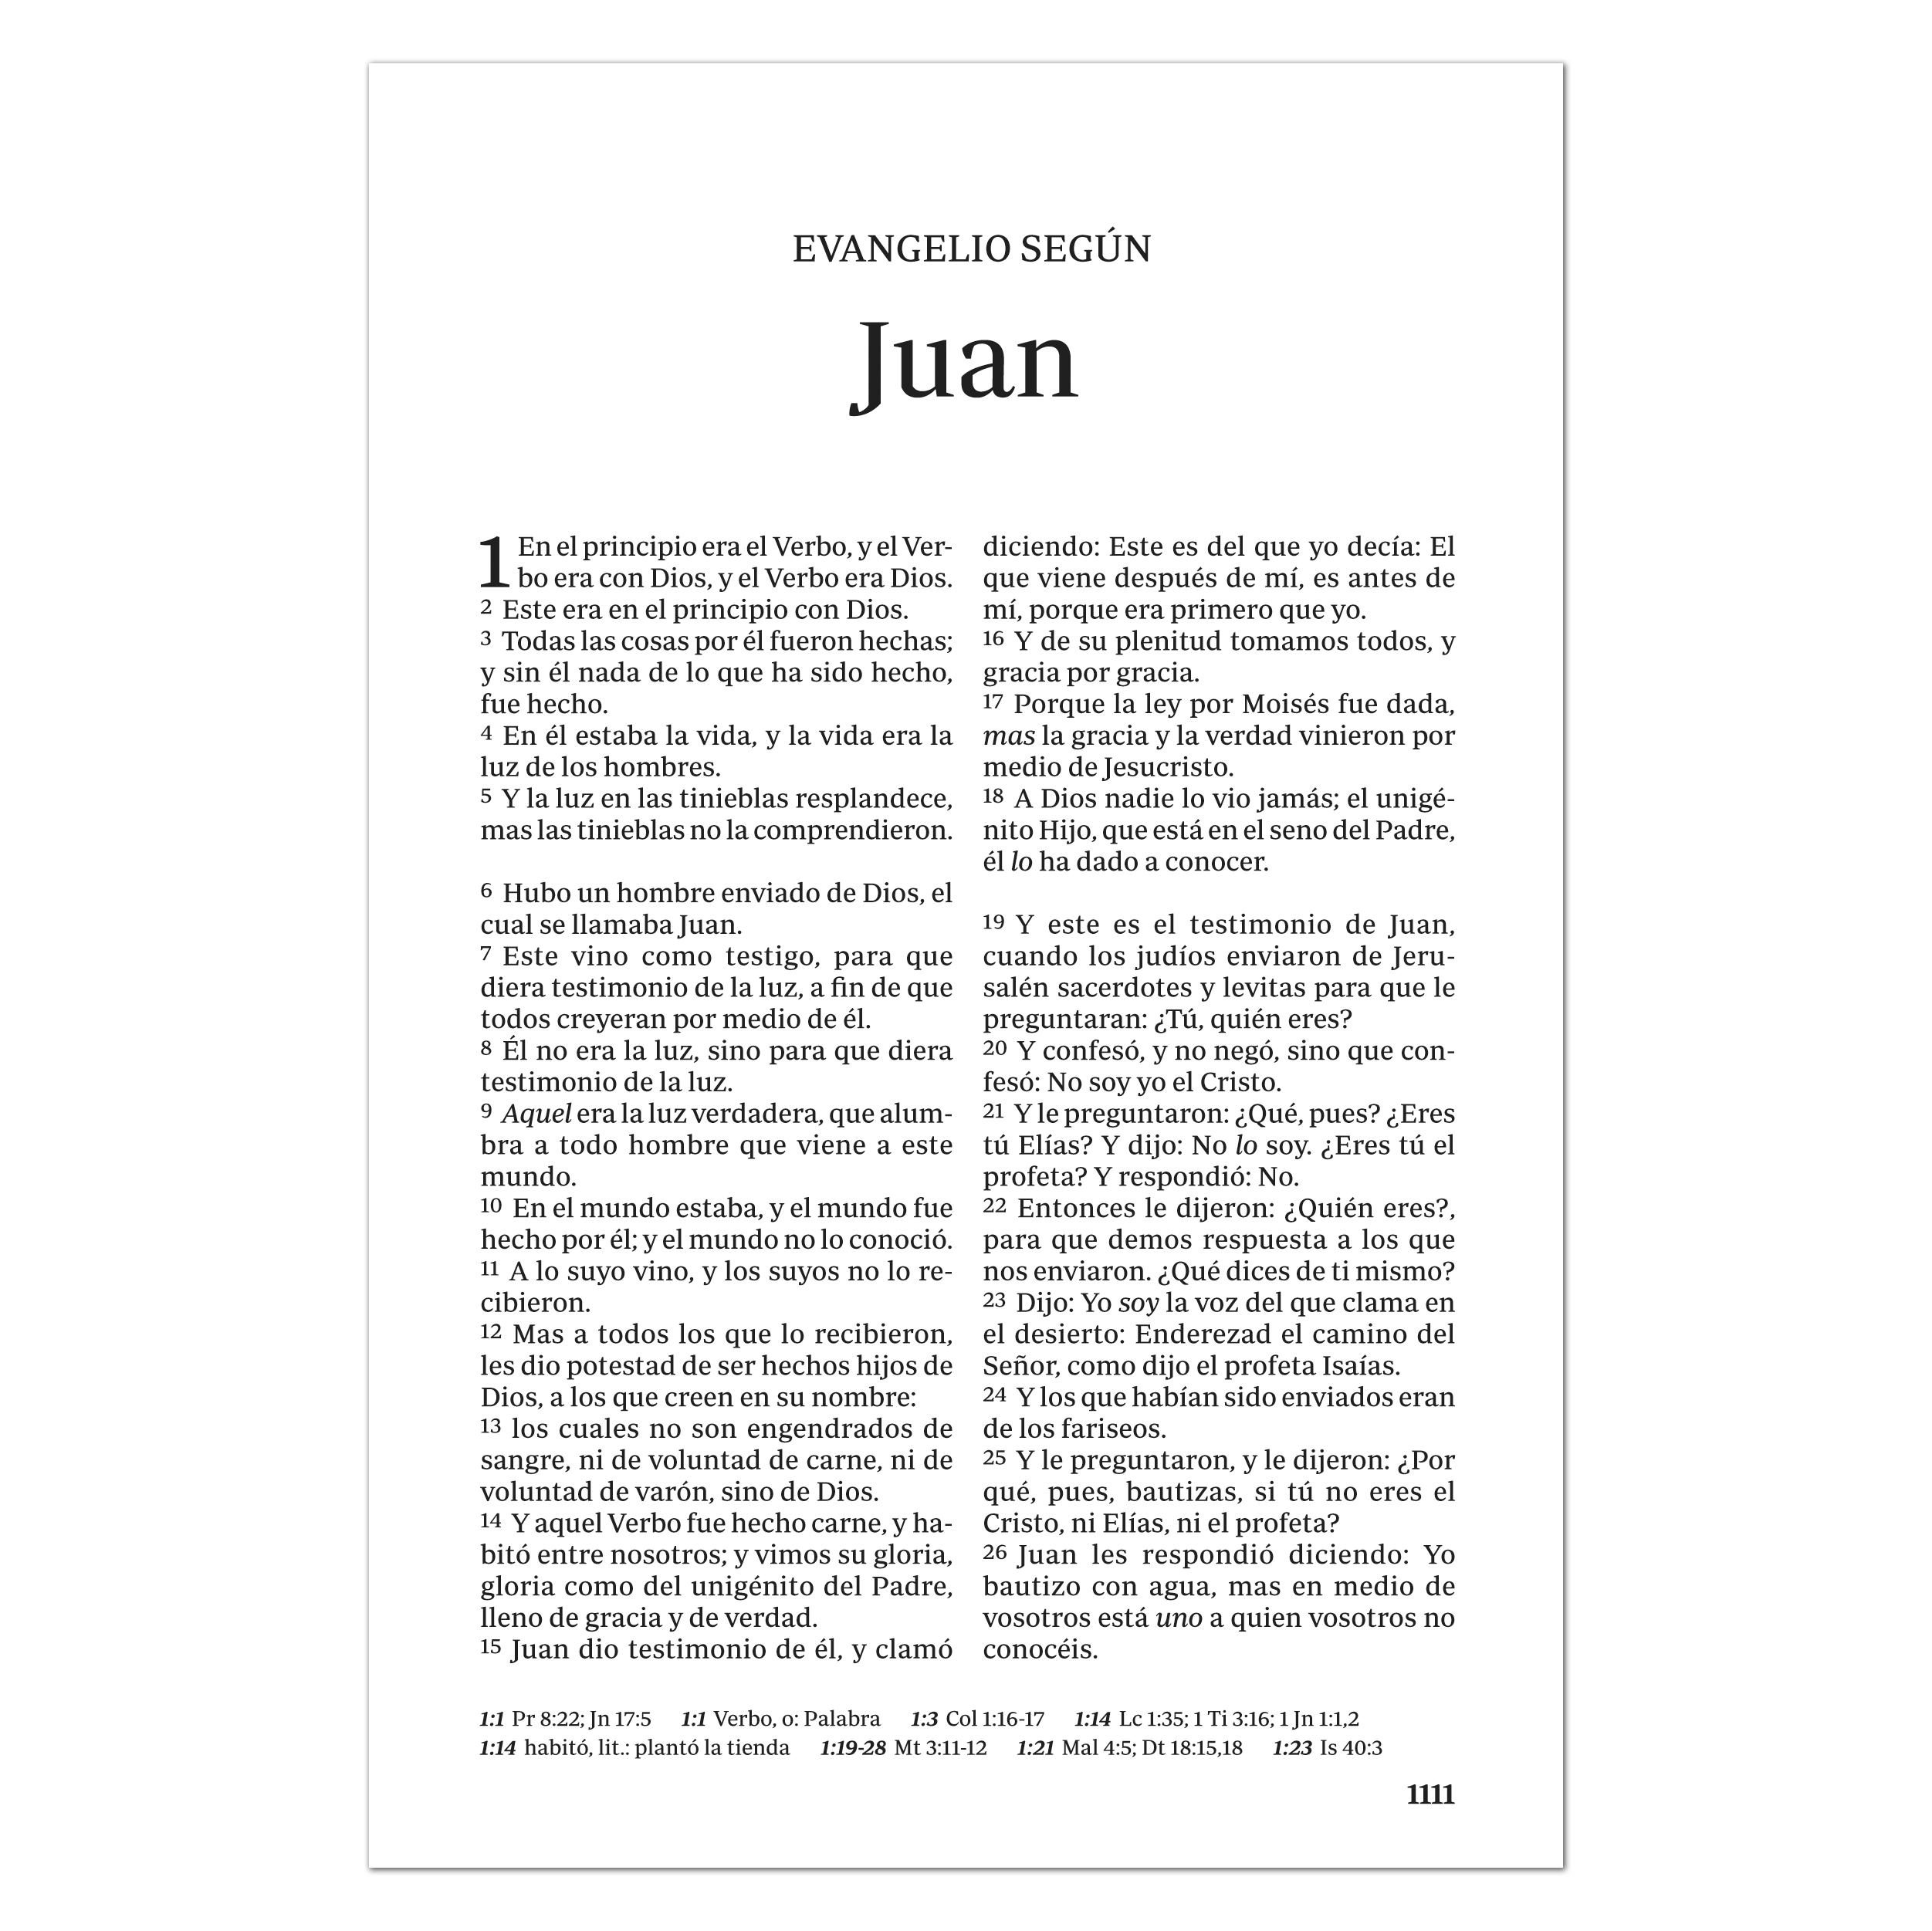 EVANGELIO SEGÚN
Juan
1 En el principio era el Verbo, y el Ver-
bo era con Dios, y el Verbo era Dios.
2 Este era en el principio con Dios.
3 Todas las cosas por él fueron hechas;
y sin él nada de lo que ha sido hecho,
fue hecho.
4 En él estaba la vida, y la vida era la
luz de los hombres.
5 Y la luz en las tinieblas resplandece,
mas las tinieblas no la comprendieron.
6 Hubo un hombre enviado de Dios, el
cual se llamaba Juan.
7 Este vino como testigo, para que
diera testimonio de la luz, a fin de que
todos creyeran por medio de él.
8 Él no era la luz, sino para que diera
testimonio de la luz.
9 Aquel era la luz verdadera, que alum-
bra a todo hombre que viene a este
mundo.
10 En el mundo estaba, y el mundo fue
hecho por él; y el mundo no lo conoció.
11 A lo suyo vino, y los suyos no lo re-
cibieron.
12 Mas a todos los que lo recibieron,
les dio potestad de ser hechos hijos de
Dios, a los que creen en su nombre:
13 los cuales no son engendrados de
sangre, ni de voluntad de carne, ni de
voluntad de varón, sino de Dios.
14 Y aquel Verbo fue hecho carne, y ha-
bitó entre nosotros; y vimos su gloria,
gloria como del unigénito del Padre,
lleno de gracia y de verdad.
15 Juan dio testimonio de él, y clamó
diciendo: Este es del que yo decía: El
que viene después de mí, es antes de
mí, porque era primero que yo.
16 Y de su plenitud tomamos todos, y
gracia por gracia.
17 Porque la ley por Moisés fue dada,
mas la gracia y la verdad vinieron por
medio de Jesucristo.
18 A Dios nadie lo vio jamás; el unigé-
nito Hijo, que está en el seno del Padre,
él lo ha dado a conocer.
19 Y este es el testimonio de Juan,
cuando los judíos enviaron de Jeru-
salén sacerdotes y levitas para que le
preguntaran: ¿Tú, quién eres?
20 Y confesó, y no negó, sino que con-
fesó: No soy yo el Cristo.
21 Y le preguntaron: ¿Qué, pues? ¿Eres
tú Elías? Y dijo: No lo soy. ¿Eres tú el
profeta? Y respondió: No.
22 Entonces le dijeron: ¿Quién eres?,
para que demos respuesta a los que
nos enviaron. ¿Qué dices de ti mismo?
23 Dijo: Yo soy la voz del que clama en
el desierto: Enderezad el camino del
Señor, como dijo el profeta Isaías.
24 Y los que habían sido enviados eran
de los fariseos.
25 Y le preguntaron, y le dijeron: ¿Por
qué, pues, bautizas, si tú no eres el
Cristo, ni Elías, ni el profeta?
26 Juan les respondió diciendo: Yo
bautizo con agua, mas en medio de
vosotros está uno a quien vosotros no
conocéis.
1:1 Pr 8:22; Jn 17:5 1:1 Verbo, o: Palabra 1:3 Col 1:16-17 1:14 Lc 1:35; 1 Ti 3:16; 1 Jn 1:1,2
1:14 habitó, lit.: plantó la tienda 1:19-28 Mt 3:11-12 1:21 Mal 4:5; Dt 18:15,18 1:23 Is 40:3
1111